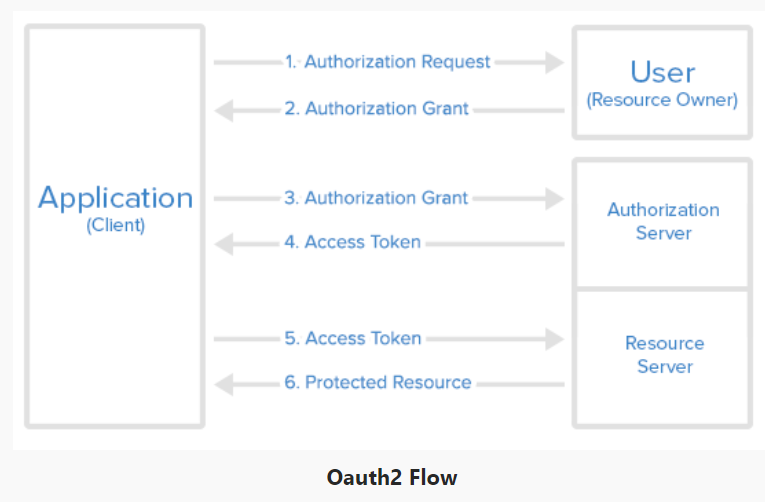 1. Authorization Request
User
(Resource Owner)
2. Authorization Grant
Application
(Client)
3. Authorization Grant
Authorization
Server
4. Access Token
5. Access Token
Resource
Server
6. Protected Resource
Oauth2 Flow